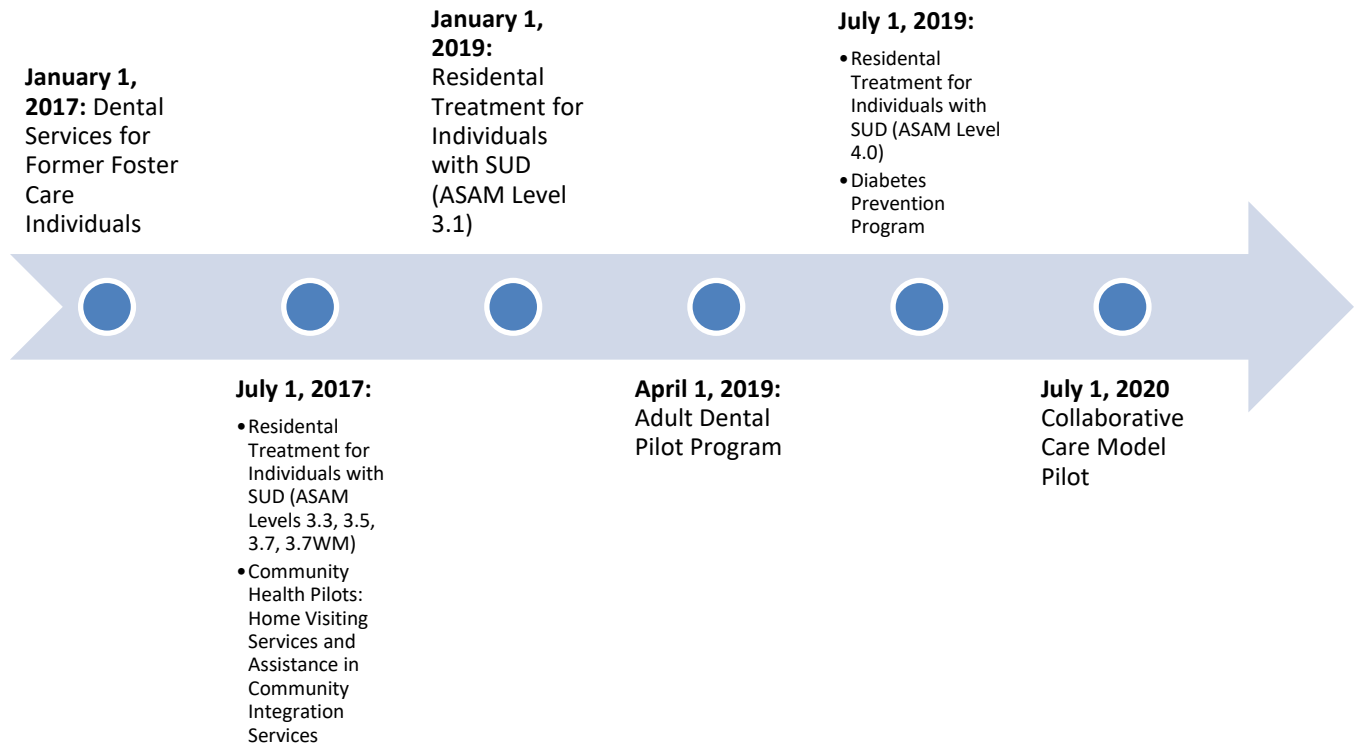 January 1,
2017: Dental
Services for
Former Foster
Care
Individuals
July 1, 2017:
•Residental
Treatment for
Individuals with
SUD (ASAM
Levels 3.3, 3.5,
3.7, 3.7WM)
•Community
Health Pilots:
Home Visiting
Services and
Assistance in
Community
Integration
Services
January 1,
2019:
Residental
Treatment for
Individuals
with SUD
(ASAM Level
3.1)
April 1, 2019:
Adult Dental
Pilot Program
July 1, 2019:
•Residental
Treatment for
Individuals with
SUD (ASAM Level
4.0)
•Diabetes
Prevention
Program
July 1, 2020
Collaborative
Care Model
Pilot